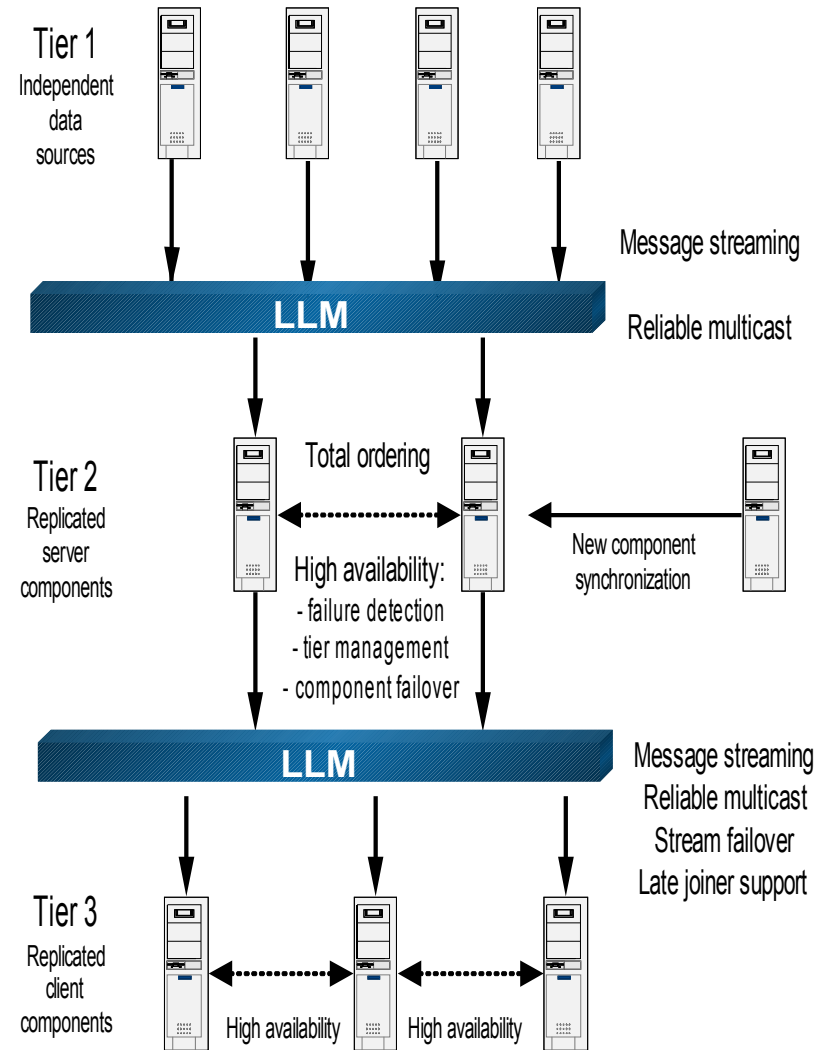 Tier 1
Independent
data
sources
Message streaming
LLM
Reliable multicast
Tier 2
Replicated
server
components
Total ordering
High availability:
- failure detection
- tier management
- component failover
New component
synchronization
LLM
Message streaming
Reliable multicast
Stream failover
Late joiner support
Tier 3
Replicated
client
components
High availability
High availability